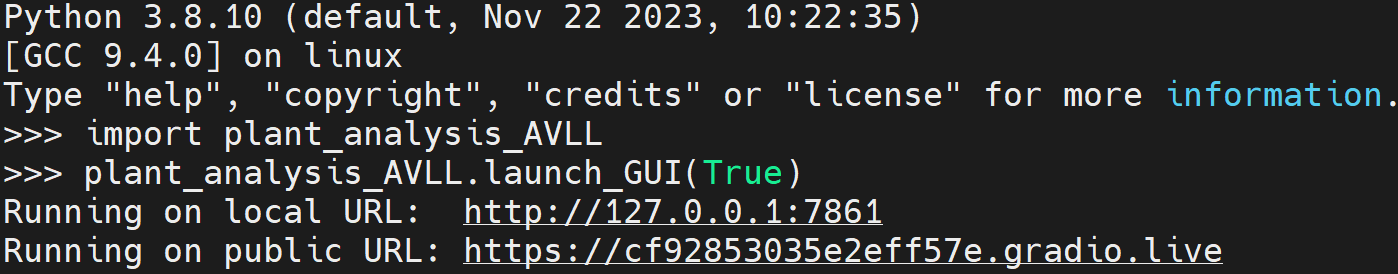 Python 3.8.10 (default, Nov 22 2023, 10:22:35)
[GCC 9.4.0] on linux
Type "help", "copyright", "credits" or "license" for more information.
>>> import plant_analysis_AVLL
>>> plant_analysis_AVLL.launch_GUI(True)
Running on local URL:  http://127.0.0.1:7861
Running on public URL: https://cf92853035e2eff57e.gradio.live